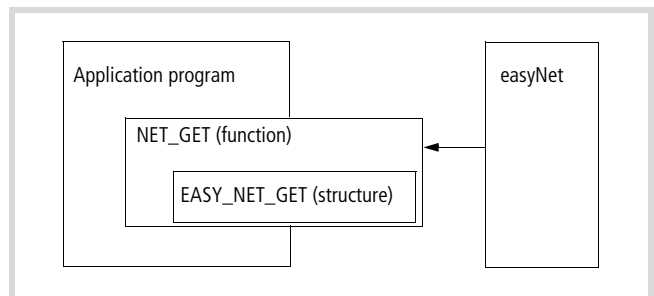 Application program
easyNet
NET_GET (function)
EASY_NET_GET (structure)